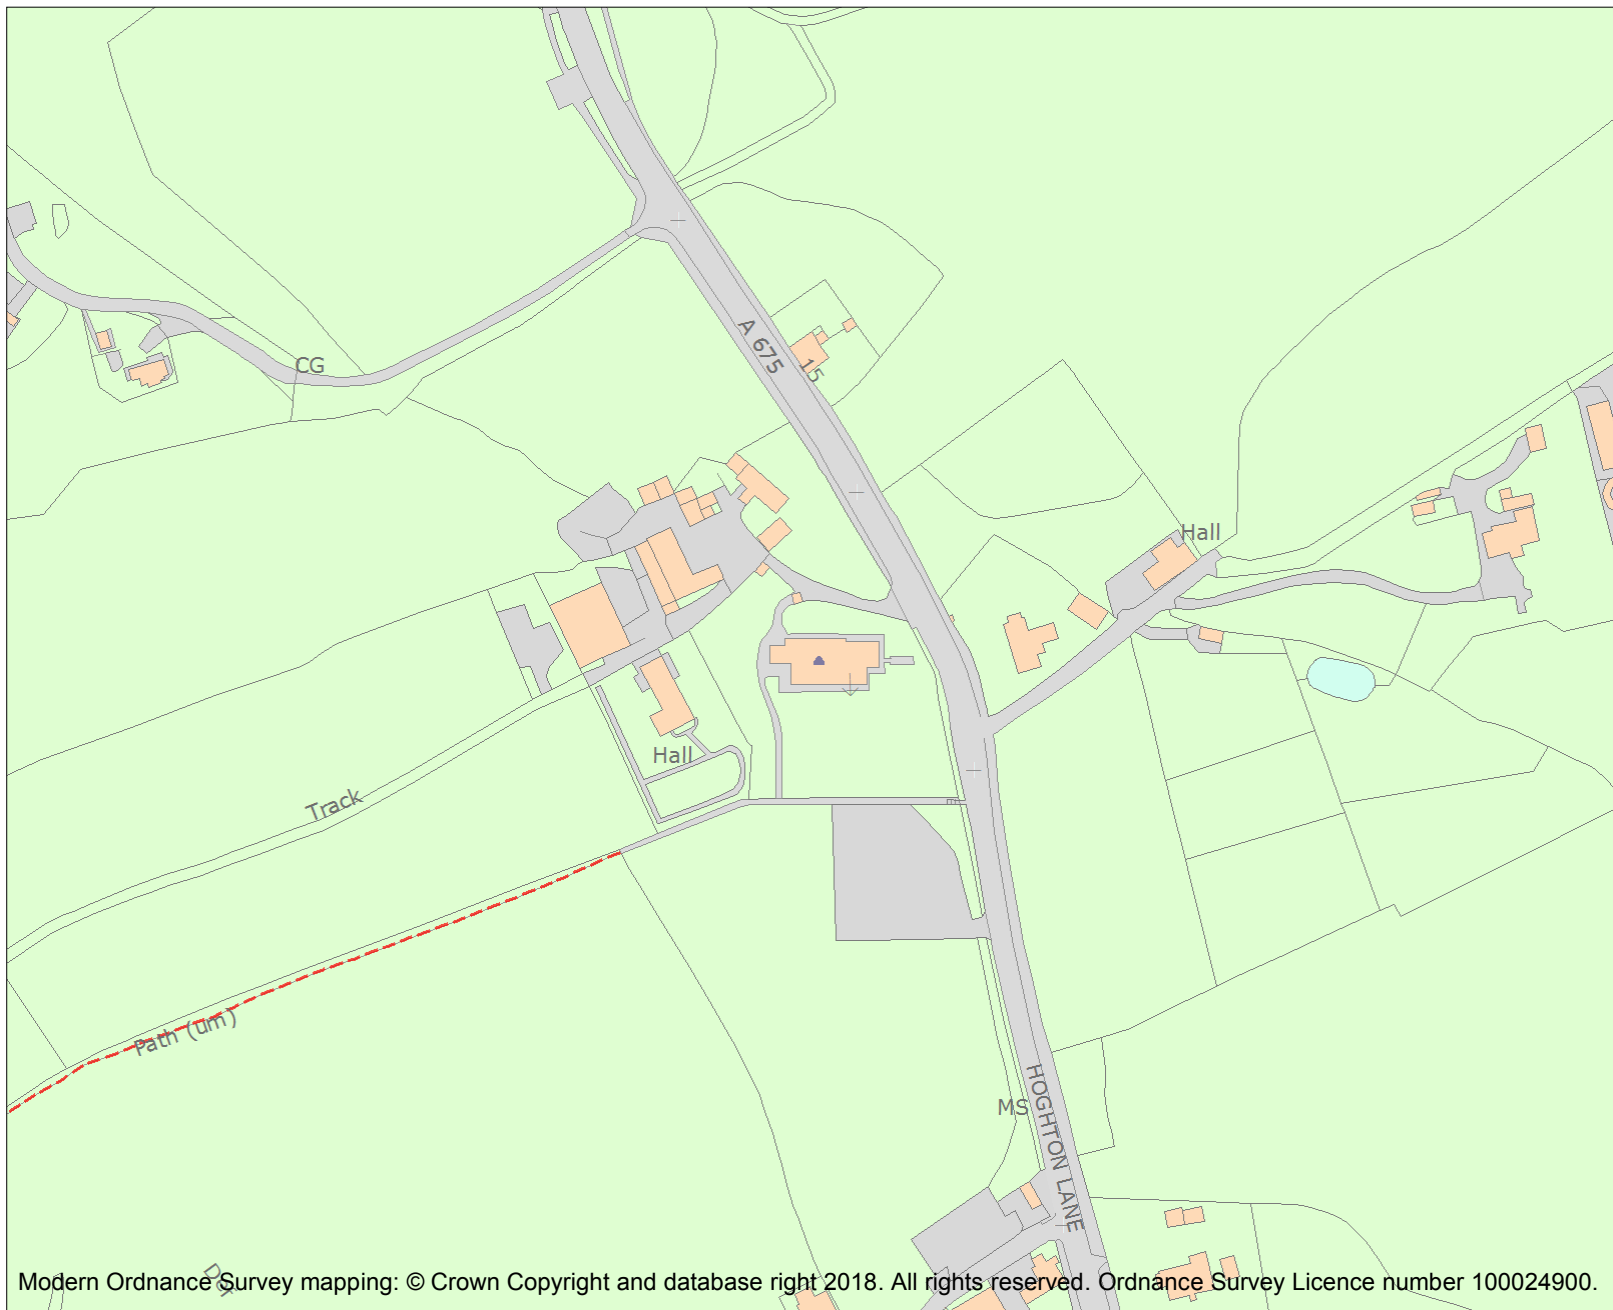 A 675
15
CG
Hall
Hall
Track
Path (um)
HOGHTON LANE
MS
Modern Ordnance Survey mapping: © Crown Copyright and database right 2018. All rights reserved. Ordnance Survey Licence number 100024900.